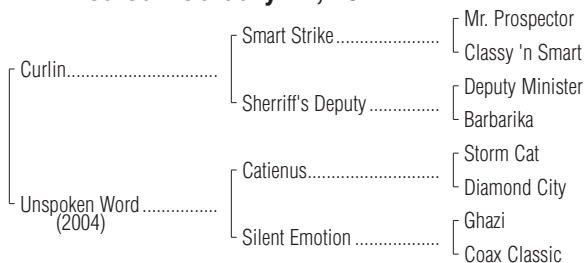 Mr. Prospector
Smart Strike
Classy 'n Smart
Curlin
Deputy Minister
Sherriff's Deputy
Barbarika
Storm Cat
Catienus
Diamond City
Unspoken Word
(2004)
Ghazi
Silent Emotion
Coax Classic